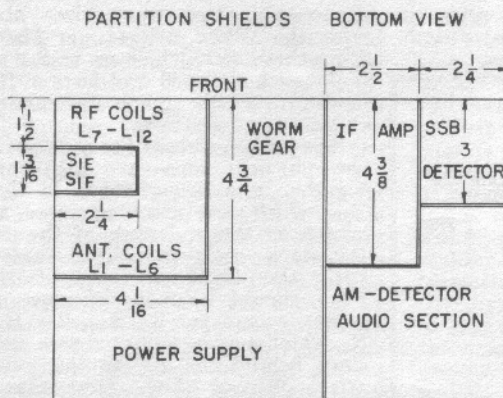 PARTITION SHIELDS BOTTOM VIEW
2 1/2 2 1/4
FRONT
1 1/2
RF COILS
L7-L12
WORM
GEAR
IF AMP
SSB
3
DETECTOR
1 3/16
S1E
S1F
4 3/4
4 3/8
2 1/4
ANT. COILS
L1-L6
4 1/16
AM-DETECTOR
AUDIO SECTION
POWER SUPPLY